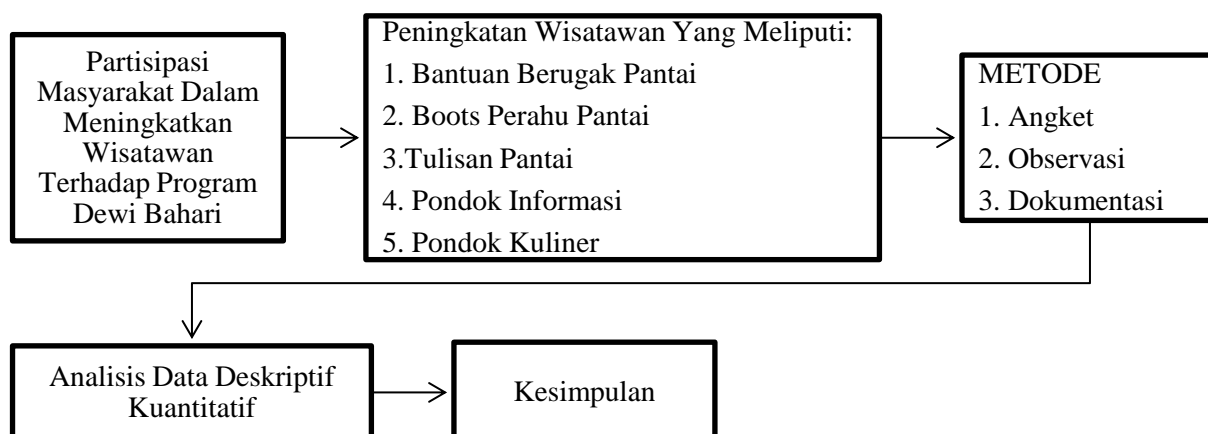 Partisipasi
Masyarakat Dalam
Meningkatkan
Wisatawan
Terhadap Program
Dewi Bahari
Peningkatan Wisatawan Yang Meliputi:
1. Bantuan Berugak Pantai
2. Boots Perahu Pantai
3.Tulisan Pantai
4. Pondok Informasi
5. Pondok Kuliner
METODE
1. Angket
2. Observasi
3. Dokumentasi
Analisis Data Deskriptif
Kuantitatif
Kesimpulan